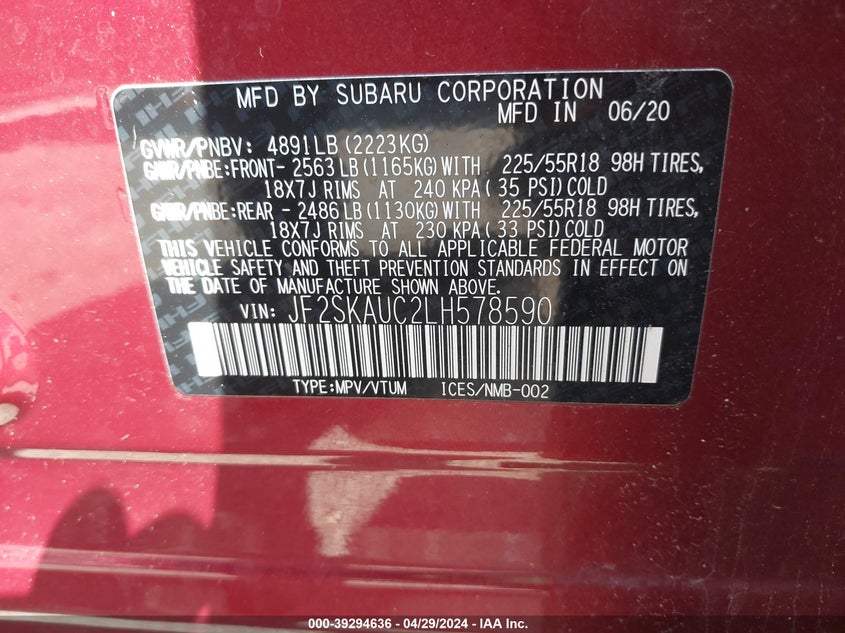 MFD BY SUBARU CORPORATION
MFD IN 06/20
GVWR/PNBV: 4891LB (2223KG)
GAWR/PNBE:FRONT- 2563 LB (1165KG) WITH 225/55R18 98H TIRES,
18X7J RIMS AT 240 KPA ( 35 PSI) COLD
GAWR/PNBE:REAR - 2486 LB (1130KG) WITH 225/55R18 98H TIRES,
18X7J RIMS AT 230 KPA ( 33 PSI) COLD
THIS VEHICLE CONFORMS TO ALL APPLICABLE FEDERAL MOTOR
VEHICLE SAFETY AND THEFT PREVENTION STANDARDS IN EFFECT ON
THE DATE OF MANUFACTURE SHOWN ABOVE.
VIN: JF2SKAUC2LH578590
TYPE:MPV/VTUM ICES/NMB-002
000-39294636 - 04/29/2024 - IAA Inc.